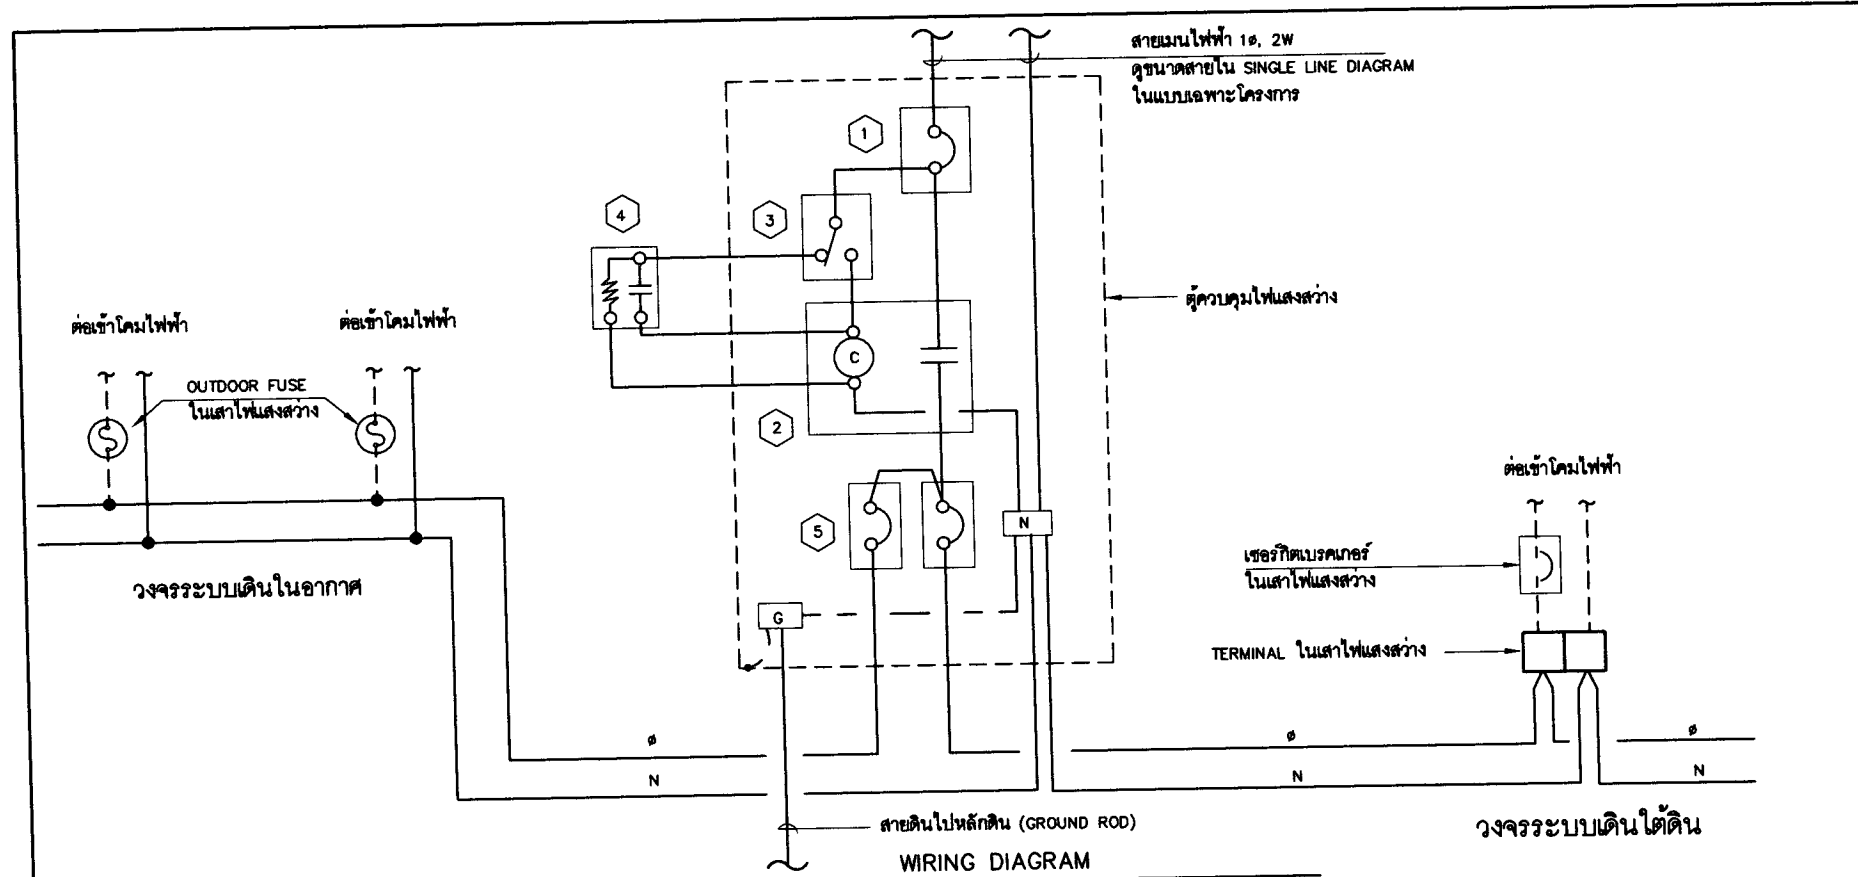 สายเมนไฟฟ้า 1ø, 2W
ดูขนาดสายใน SINGLE LINE DIAGRAM
ในแบบเฉพาะโครงการ
1
3
4
ตู้ควบคุมไฟแสงสว่าง
ต่อเข้าโคมไฟฟ้า
ต่อเข้าโคมไฟฟ้า
C
OUTDOOR FUSE
ในเสาไฟแสงสว่าง
2
ต่อเข้าโคมไฟฟ้า
5
N
เซอร์กิตเบรคเกอร์
ในเสาไฟแสงสว่าง
วงจรระบบเดินในอากาศ
G
TERMINAL ในเสาไฟแสงสว่าง
ø
ø
ø
N
N
N
สายดินไปหลักดิน (GROUND ROD)
วงจรระบบเดินใต้ดิน
WIRING DIAGRAM